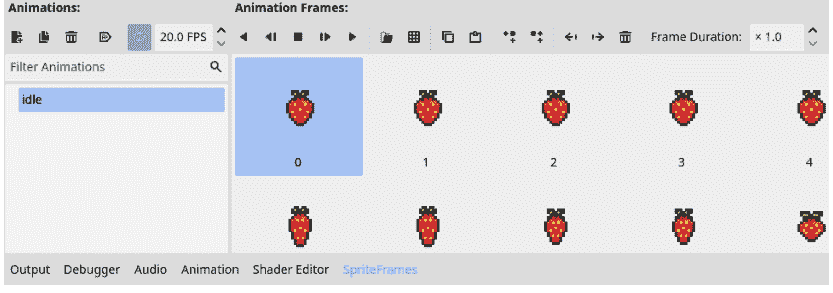 Animations:
Animation Frames:
20.0 FPS
Frame Duration:
× 1.0
Filter Animations
idle
0
1
2
3
4
Output
Debugger
Audio
Animation
Shader Editor
SpriteFrames